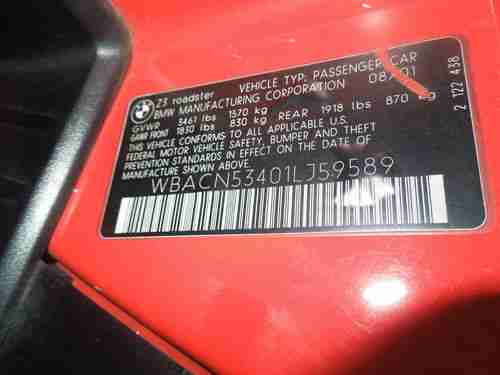 Z3 roadster VEHICLE TYPE: PASSENGER CAR
BMW MANUFACTURING CORPORATION 08/01
GVWR 3461 lbs 1570 kg
GAWR FRONT 1830 lbs 830 kg REAR 1918 lbs 870 kg
THIS VEHICLE CONFORMS TO ALL APPLICABLE U.S.
FEDERAL MOTOR VEHICLE SAFETY, BUMPER AND THEFT
PREVENTION STANDARDS IN EFFECT ON THE DATE OF
MANUFACTURE SHOWN ABOVE.
WBACN53401LJ59589
2 122 438